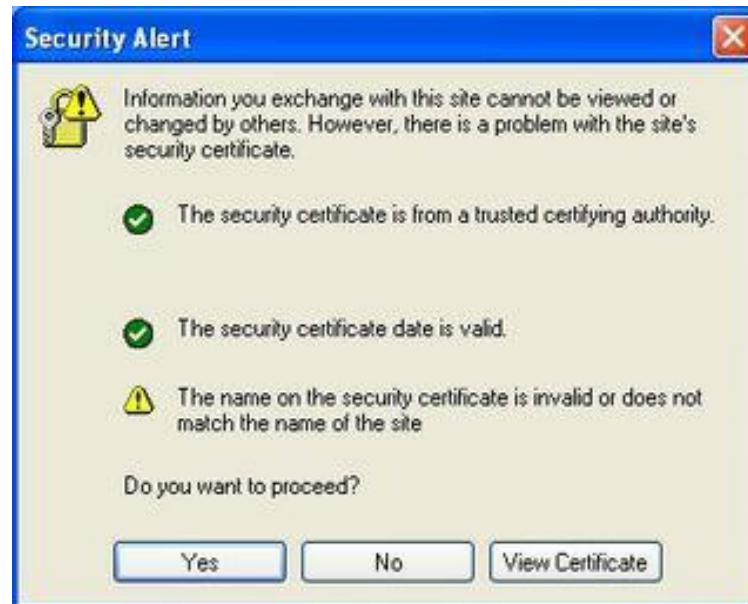 Security Alert
Information you exchange with this site cannot be viewed or
changed by others. However, there is a problem with the site's
security certificate.
The security certificate is from a trusted certifying authority.
The security certificate date is valid.
The name on the security certificate is invalid or does not
match the name of the site
Do you want to proceed?
Yes No View Certificate